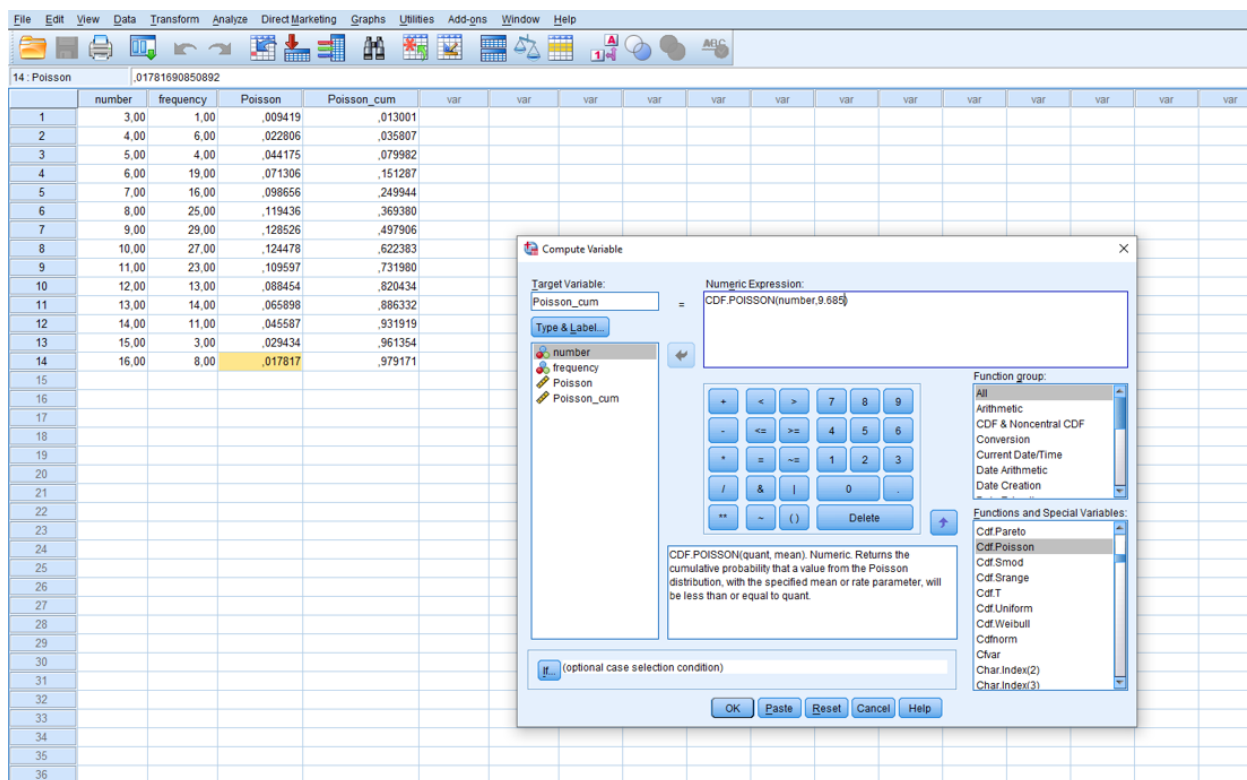 File Edit View Data Transform Analyze Direct Marketing Graphs Utilities Add-ons Window Help
14 : Poisson ,01781690850892
number frequency Poisson Poisson_cum var var var var var var var var var var var var var
1 3,00 1,00 ,009419 ,013001
2 4,00 6,00 ,022806 ,035807
3 5,00 4,00 ,044175 ,079982
4 6,00 19,00 ,071306 ,151287
5 7,00 16,00 ,098656 ,249944
6 8,00 25,00 ,119436 ,369380
7 9,00 29,00 ,128526 ,497906
8 10,00 27,00 ,124478 ,622383
9 11,00 23,00 ,109597 ,731980
10 12,00 13,00 ,088454 ,820434
11 13,00 14,00 ,065898 ,886332
12 14,00 11,00 ,045587 ,931919
13 15,00 3,00 ,029434 ,961354
14 16,00 8,00 ,017817 ,979171
15
16
17
18
19
20
21
22
23
24
25
26
27
28
29
30
31
32
33
34
35
36
Compute Variable
Target Variable:
Poisson_cum
=
Numeric Expression:
CDF.POISSON(number,9.685)
Type & Label...
number
frequency
Poisson
Poisson_cum
+ < > 7 8 9
- <= >= 4 5 6
* = ~= 1 2 3
/ & | 0 .
** ~ ( ) Delete
CDF.POISSON(quant, mean). Numeric. Returns the
cumulative probability that a value from the Poisson
distribution, with the specified mean or rate parameter, will
be less than or equal to quant.
Function group:
All
Arithmetic
CDF & Noncentral CDF
Conversion
Current Date/Time
Date Arithmetic
Date Creation
Functions and Special Variables:
Cdf.Pareto
Cdf.Poisson
Cdf.Smod
Cdf.Srange
Cdf.T
Cdf.Uniform
Cdf.Weibull
Cdfnorm
Cfvar
Char.Index(2)
Char.Index(3)
If... (optional case selection condition)
OK Paste Reset Cancel Help